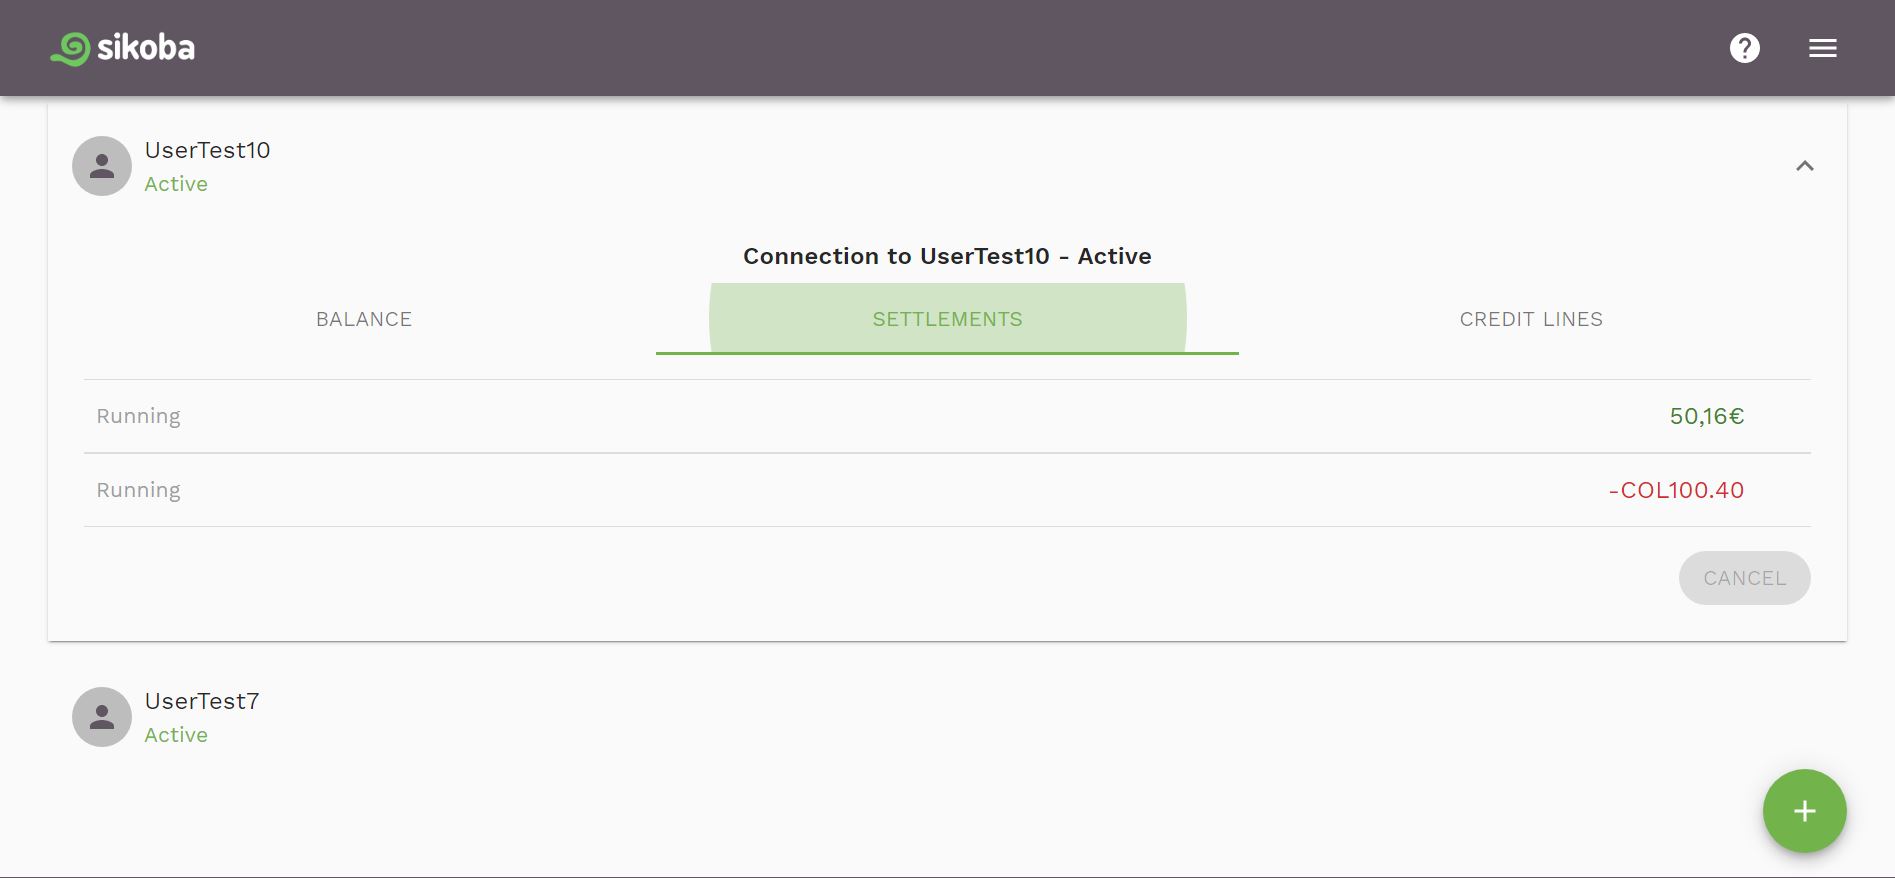 sikoba
UserTest10
Active
Connection to UserTest10 - Active
BALANCE SETTLEMENTS CREDIT LINES
Running 50,16€
Running -COL100.40
CANCEL
UserTest7
Active